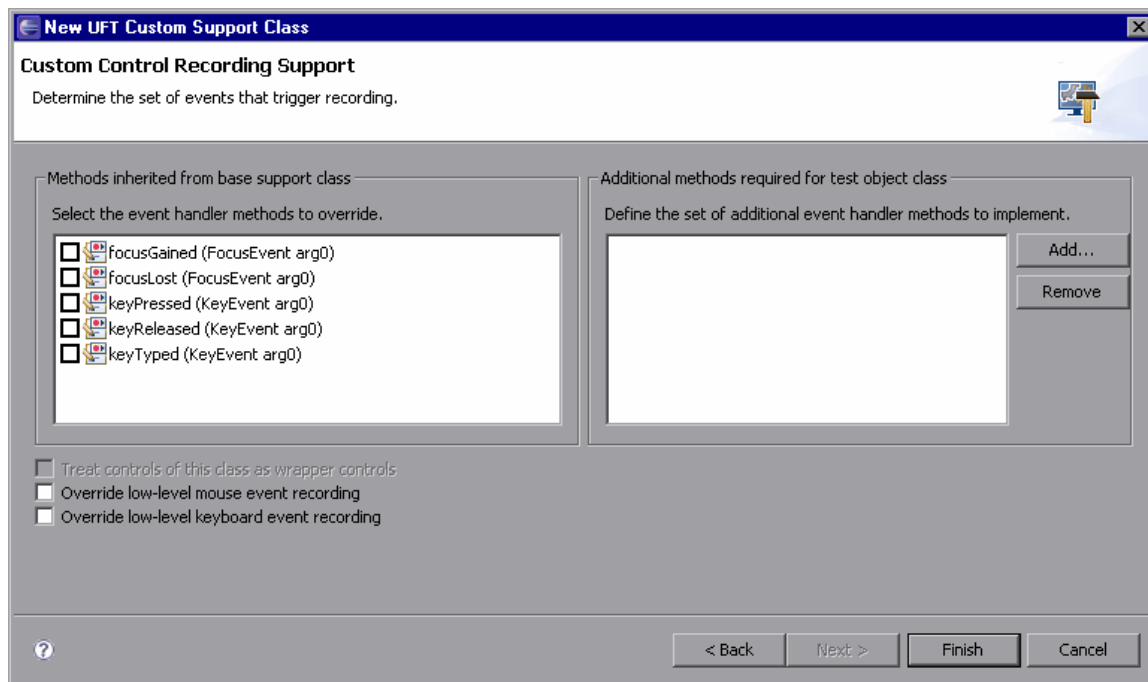 New UFT Custom Support Class
Custom Control Recording Support
Determine the set of events that trigger recording.
Methods inherited from base support class
Select the event handler methods to override.
focusGained (FocusEvent arg0)
focusLost (FocusEvent arg0)
keyPressed (KeyEvent arg0)
keyReleased (KeyEvent arg0)
keyTyped (KeyEvent arg0)
Additional methods required for test object class
Define the set of additional event handler methods to implement.
Add...
Remove
Treat controls of this class as wrapper controls
Override low-level mouse event recording
Override low-level keyboard event recording
?
< Back
Next >
Finish
Cancel